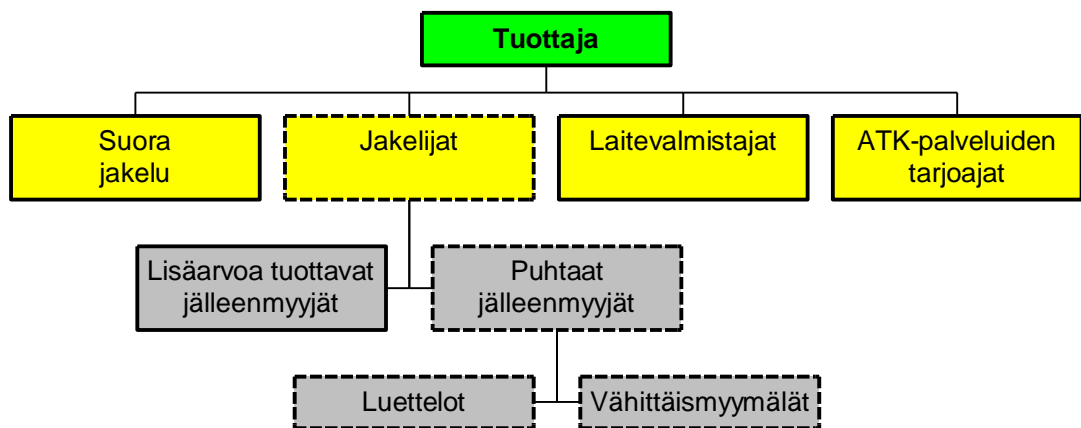 Tuottaja
Suora
jakelu
Jakelijat
Laitevalmistajat
ATK-palveluiden
tarjoajat
Lisäarvoa tuottavat
jälleenmyyjät
Puhtaat
jälleenmyyjät
Luettelot
Vähittäismyymälät